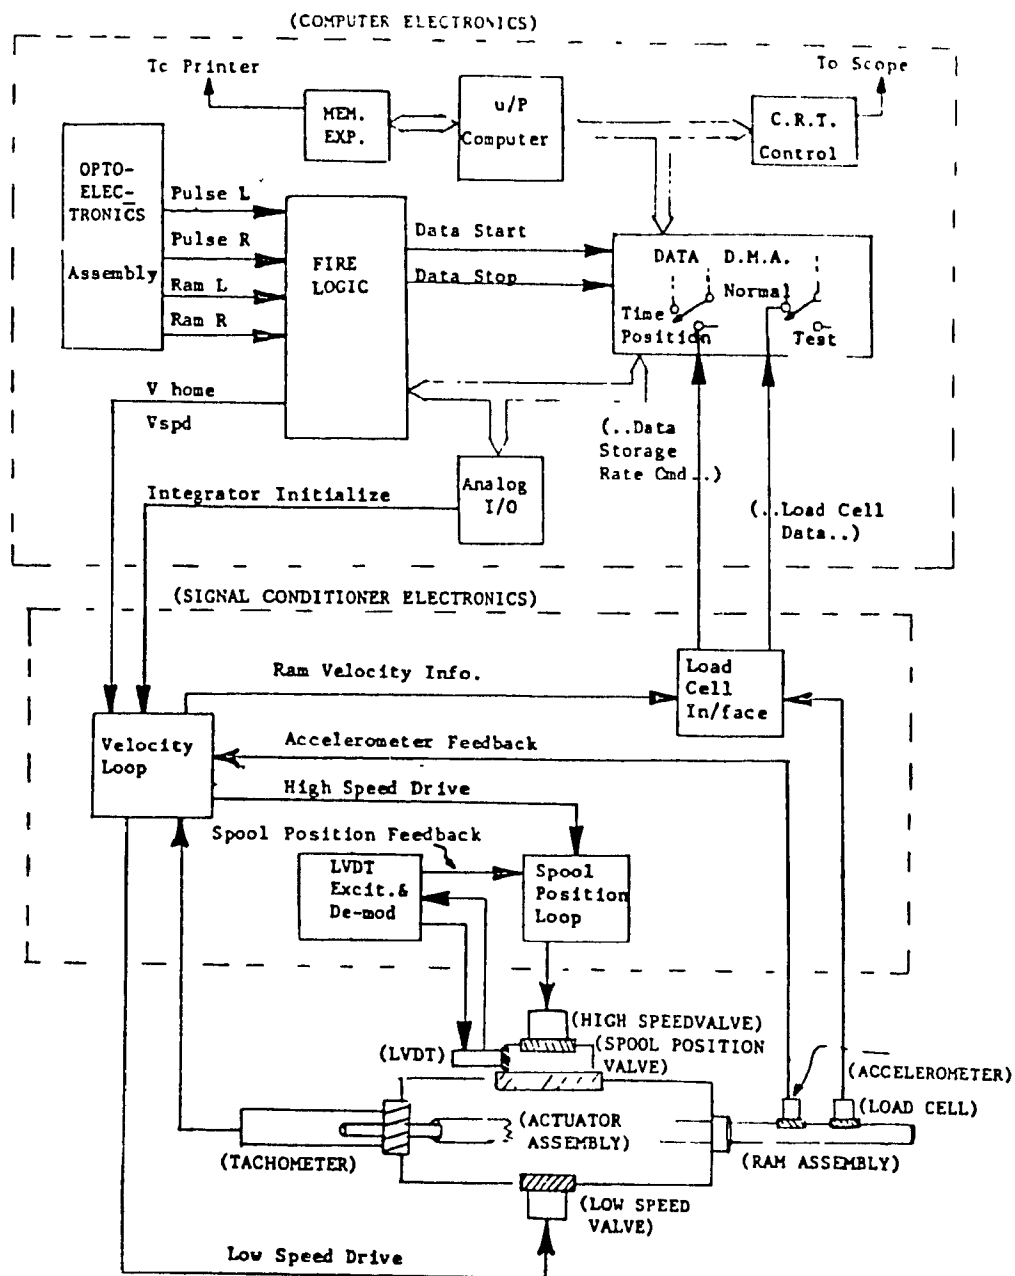 (COMPUTER ELECTRONICS)
Tc Printer
To Scope
MEM.
EXP.
u/P
Computer
C.R.T.
Control
OPTO-
ELEC-
TRONICS
Assembly
Pulse L
Pulse R
Ram L
Ram R
FIRE
LOGIC
Data Start
Data Stop
DATA D.M.A.
Normal
Time
Position
Test
V home
Vspd
(..Data
Storage
Rate Cmd..)
Integrator Initialize
Analog
I/O
(..Load Cell
Data..)
(SIGNAL CONDITIONER ELECTRONICS)
Ram Velocity Info.
Load
Cell
In/face
Velocity
Loop
Accelerometer Feedback
High Speed Drive
Spool Position Feedback
LVDT
Excit.&
De-mod
Spool
Position
Loop
(HIGH SPEEDVALVE)
(SPOOL POSITION
VALVE)
(LVDT)
(ACCELEROMETER)
(LOAD CELL)
(ACTUATOR
ASSEMBLY)
(TACHOMETER)
(RAM ASSEMBLY)
(LOW SPEED
VALVE)
Low Speed Drive